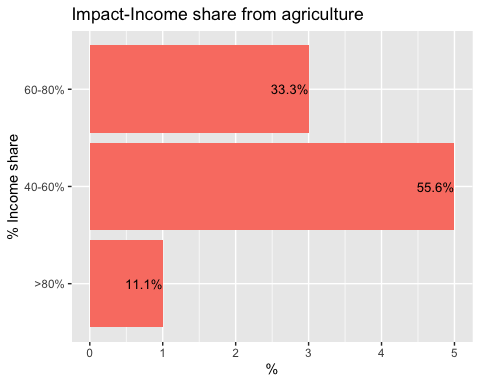 Impact-Income share from agriculture
% Income share
60-80%
33.3%
40-60%
55.6%
>80%
11.1%
0 1 2 3 4 5
%